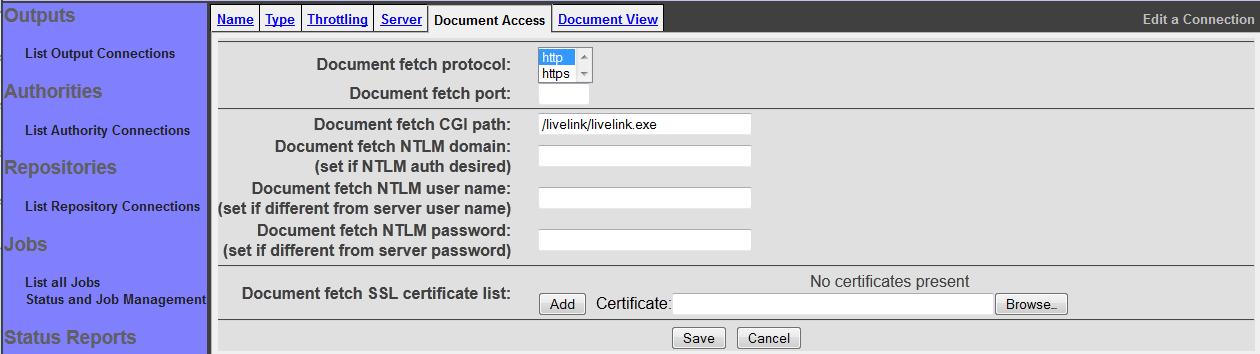 Outputs
List Output Connections
Authorities
List Authority Connections
Repositories
List Repository Connections
Jobs
List all Jobs
Status and Job Management
Status Reports
Name Type Throttling Server Document Access Document View Edit a Connection
Document fetch protocol: http
https
Document fetch port:
Document fetch CGI path: /livelink/livelink.exe
Document fetch NTLM domain:
(set if NTLM auth desired)
Document fetch NTLM user name:
(set if different from server user name)
Document fetch NTLM password:
(set if different from server password)
No certificates present
Document fetch SSL certificate list: Add Certificate: Browse...
Save Cancel